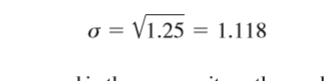 σ = √1.25 = 1.118